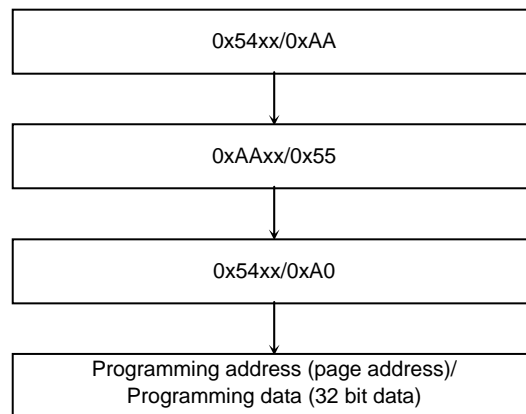 0x54xx/0xAA
0xAAxx/0x55
0x54xx/0xA0
Programming address (page address)/
Programming data (32 bit data)